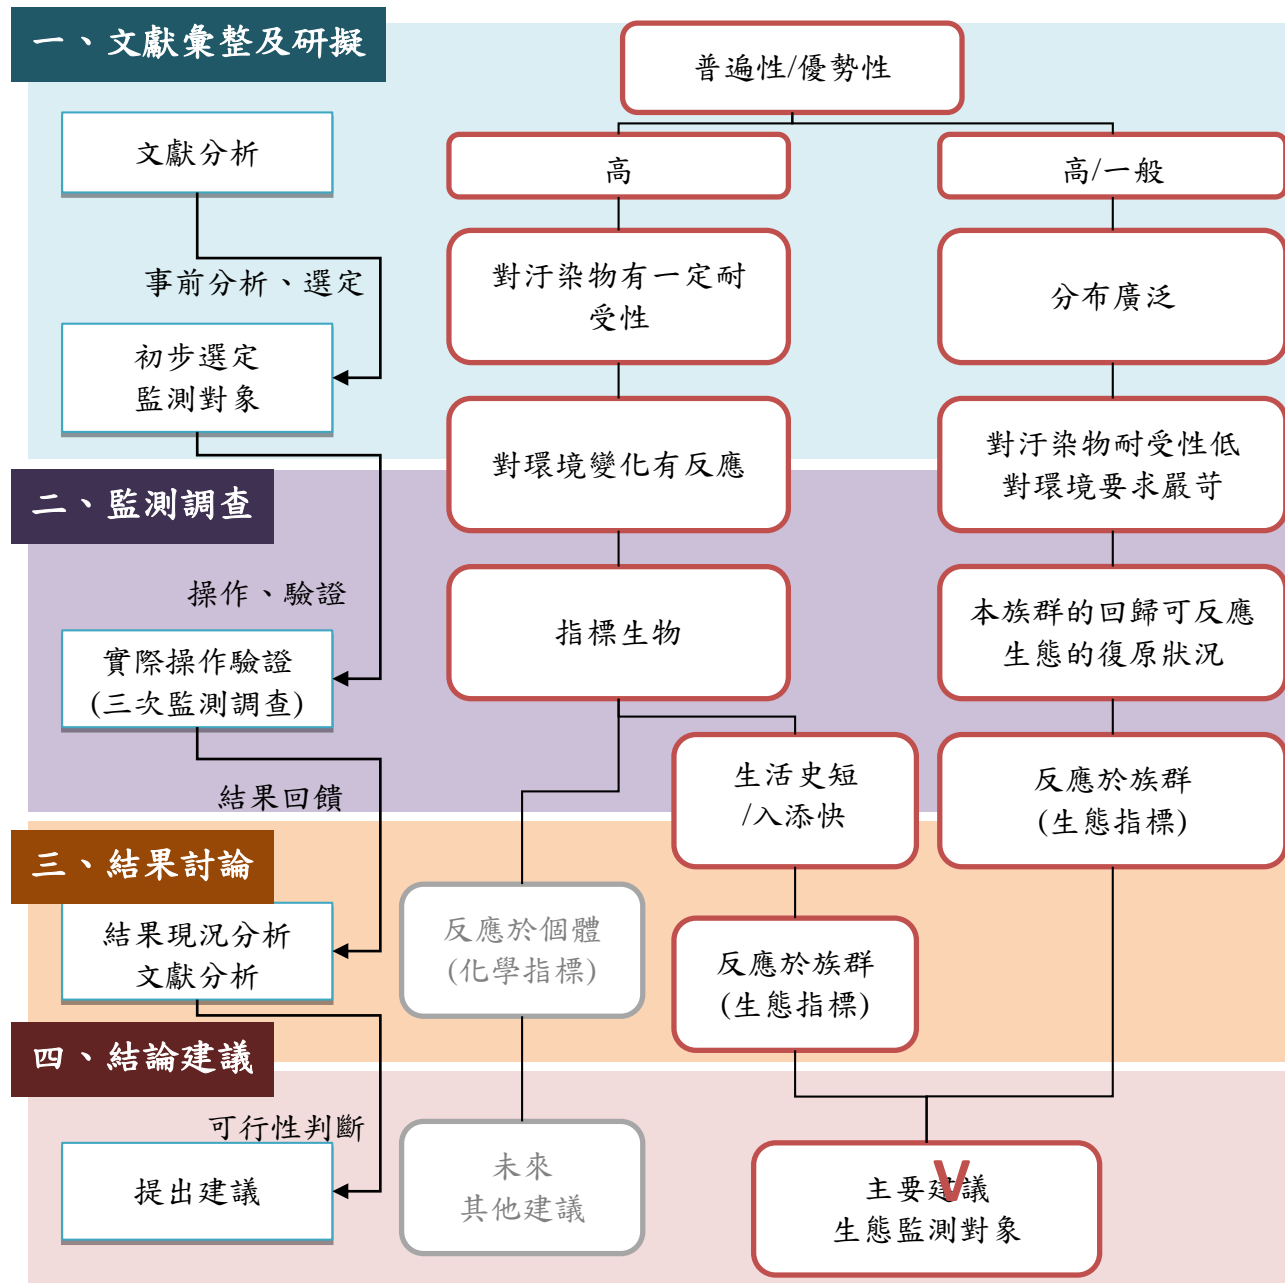 一、文獻彙整及研擬
文獻分析
事前分析、選定
初步選定
監測對象
二、監測調查
操作、驗證
實際操作驗證
(三次監測調查)
結果回饋
三、結果討論
結果現況分析
文獻分析
四、結論建議
可行性判斷
提出建議
普遍性/優勢性
高
對汙染物有一定耐
受性
對環境變化有反應
指標生物
反應於個體
(化學指標)
未來
其他建議
生活史短
/入添快
反應於族群
(生態指標)
高/一般
分布廣泛
對汙染物耐受性低
對環境要求嚴苛
本族群的回歸可反應
生態的復原狀況
反應於族群
(生態指標)
V
主要建議
生態監測對象